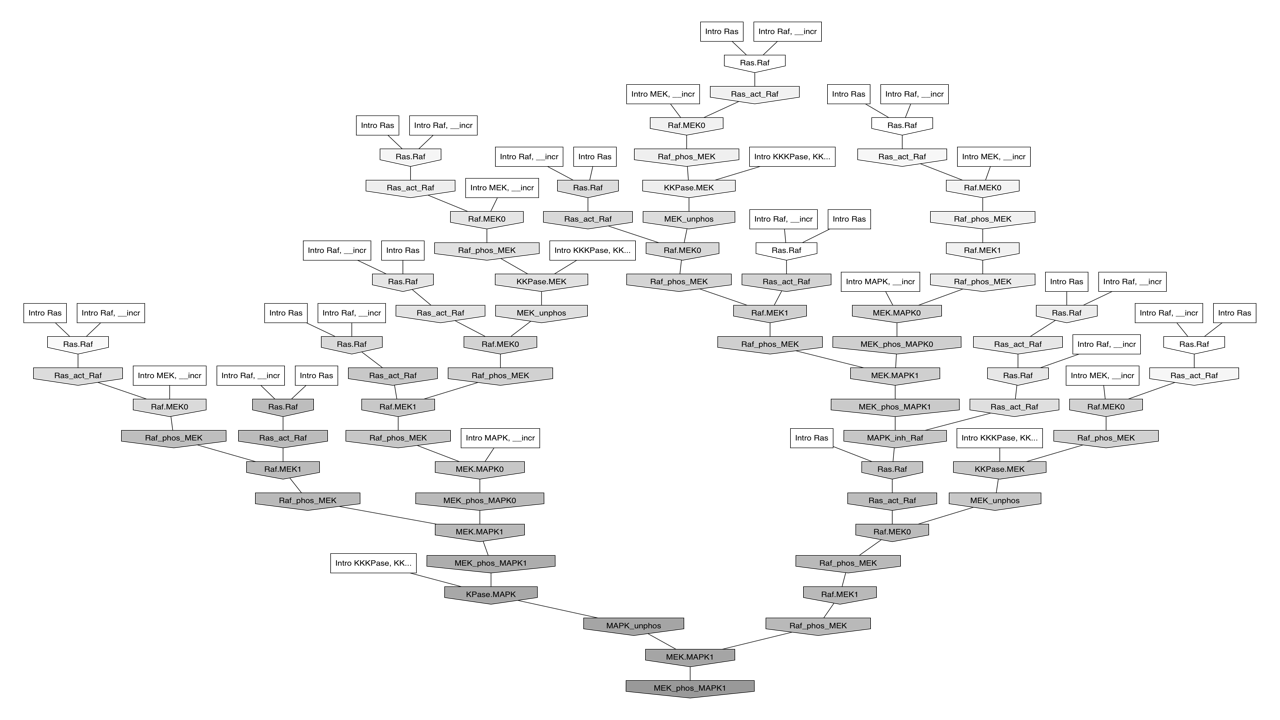 Intro Ras
Intro Raf, __incr
Ras.Raf
Intro MEK, __incr
Ras_act_Raf
Intro Ras
Intro Raf, __incr
Intro Ras
Intro Raf, __incr
Raf.MEK0
Ras.Raf
Ras.Raf
Intro Raf, __incr
Intro Ras
Raf_phos_MEK
Intro KKKPase, KK...
Ras_act_Raf
Intro MEK, __incr
Ras_act_Raf
Intro MEK, __incr
Ras.Raf
KKPase.MEK
Raf.MEK0
Raf.MEK0
Ras_act_Raf
MEK_unphos
Intro Raf, __incr
Intro Ras
Raf_phos_MEK
Intro Raf, __incr
Intro Ras
Raf_phos_MEK
Intro KKKPase, KK...
Raf.MEK0
Ras.Raf
Raf.MEK1
Ras.Raf
KKPase.MEK
Raf_phos_MEK
Ras_act_Raf
Intro MAPK, __incr
Raf_phos_MEK
Intro Ras
Intro Raf, __incr
Intro Ras
Intro Raf, __incr
Intro Ras
Intro Raf, __incr
Ras_act_Raf
MEK_unphos
Raf.MEK1
MEK.MAPK0
Ras.Raf
Intro Raf, __incr
Intro Ras
Ras.Raf
Ras.Raf
Raf.MEK0
Raf_phos_MEK
MEK_phos_MAPK0
Ras_act_Raf
Intro Raf, __incr
Ras.Raf
Ras_act_Raf
Intro MEK, __incr
Intro Raf, __incr
Intro Ras
Ras_act_Raf
Raf_phos_MEK
MEK.MAPK1
Ras.Raf
Intro MEK, __incr
Ras_act_Raf
Raf.MEK0
Ras.Raf
Raf.MEK1
MEK_phos_MAPK1
Ras_act_Raf
Raf.MEK0
Raf_phos_MEK
Ras_act_Raf
Raf_phos_MEK
Intro MAPK, __incr
Intro Ras
MAPK_inh_Raf
Intro KKKPase, KK...
Raf_phos_MEK
Raf.MEK1
MEK.MAPK0
Ras.Raf
KKPase.MEK
Raf_phos_MEK
MEK_phos_MAPK0
Ras_act_Raf
MEK_unphos
MEK.MAPK1
Raf.MEK0
Intro KKKPase, KK...
MEK_phos_MAPK1
Raf_phos_MEK
KPase.MAPK
Raf.MEK1
MAPK_unphos
Raf_phos_MEK
MEK.MAPK1
MEK_phos_MAPK1